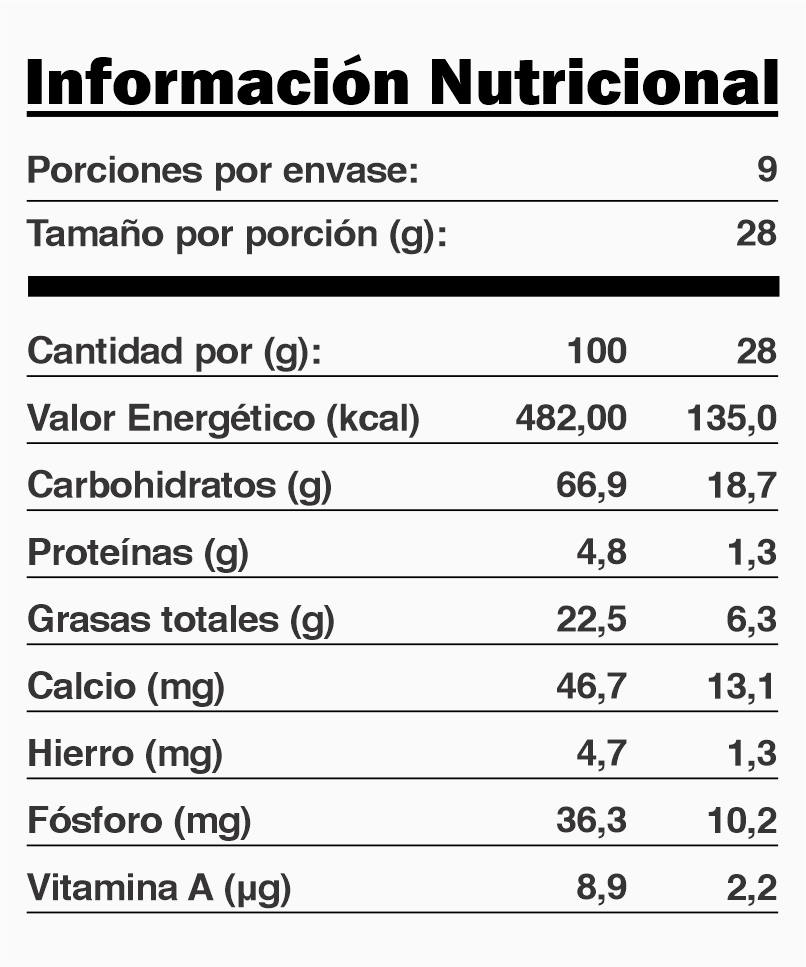 Información Nutricional
Porciones por envase: 9
Tamaño por porción (g): 28
Cantidad por (g): 100 28
Valor Energético (kcal) 482,00 135,0
Carbohidratos (g) 66,9 18,7
Proteínas (g) 4,8 1,3
Grasas totales (g) 22,5 6,3
Calcio (mg) 46,7 13,1
Hierro (mg) 4,7 1,3
Fósforo (mg) 36,3 10,2
Vitamina A (µg) 8,9 2,2